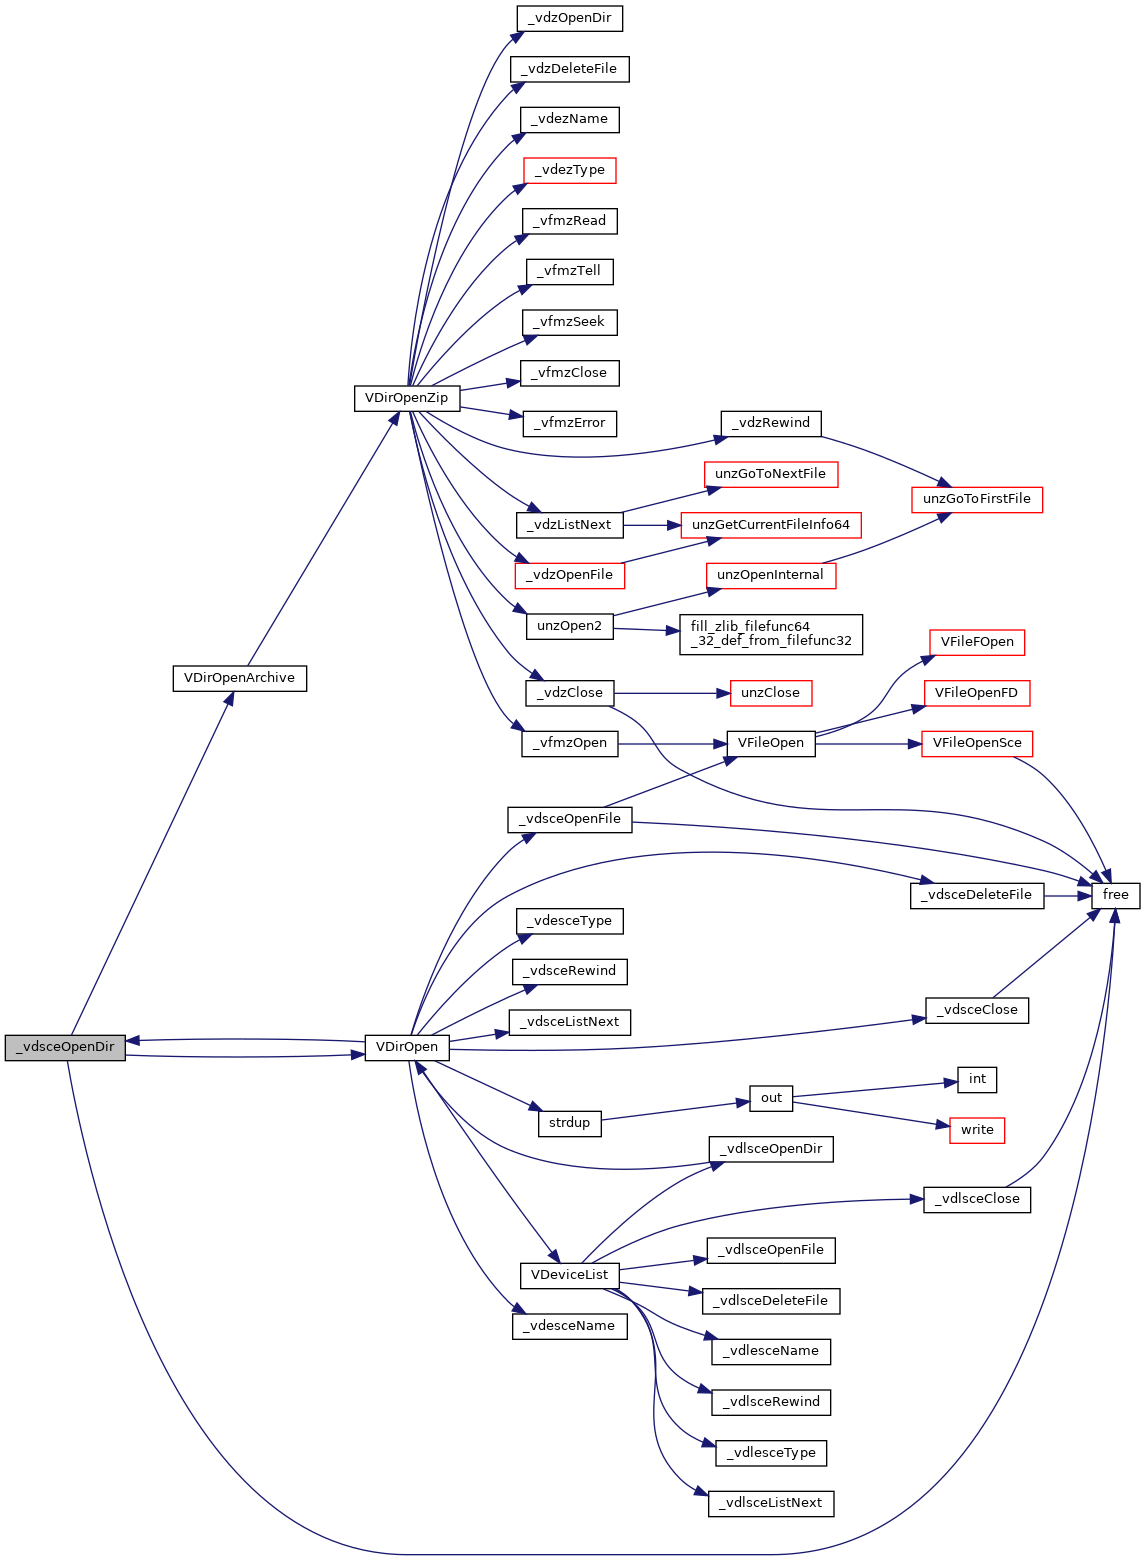 _vdzOpenDir
_vdzDeleteFile
_vdezName
_vdezType
_vfmzRead
_vfmzTell
_vfmzSeek
_vfmzClose
VDirOpenZip
_vfmzError
_vdzRewind
unzGoToNextFile
unzGoToFirstFile
_vdzListNext
unzGetCurrentFileInfo64
_vdzOpenFile
unzOpenInternal
unzOpen2
fill_zlib_filefunc64
_32_def_from_filefunc32
VFileFOpen
VDirOpenArchive
_vdzClose
unzClose
VFileOpenFD
_vfmzOpen
VFileOpen
VFileOpenSce
_vdsceOpenFile
_vdsceDeleteFile
free
_vdesceType
_vdsceRewind
_vdsceListNext
_vdsceClose
_vdsceOpenDir
VDirOpen
int
out
strdup
write
_vdlsceOpenDir
_vdlsceClose
_vdlsceOpenFile
VDeviceList
_vdlsceDeleteFile
_vdesceName
_vdlesceName
_vdlsceRewind
_vdlesceType
_vdlsceListNext